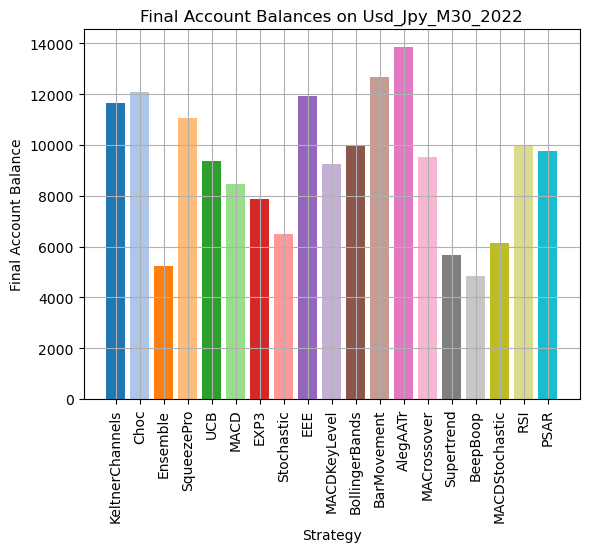 Final Account Balances on Usd_Jpy_M30_2022
Final Account Balance
14000
12000
10000
8000
6000
4000
2000
0
KeltnerChannels
Choc
Ensemble
SqueezePro
UCB
MACD
EXP3
Stochastic
EEE
MACDKeyLevel
BollingerBands
BarMovement
AlegAATr
MACrossover
Supertrend
BeepBoop
MACDStochastic
RSI
PSAR
Strategy